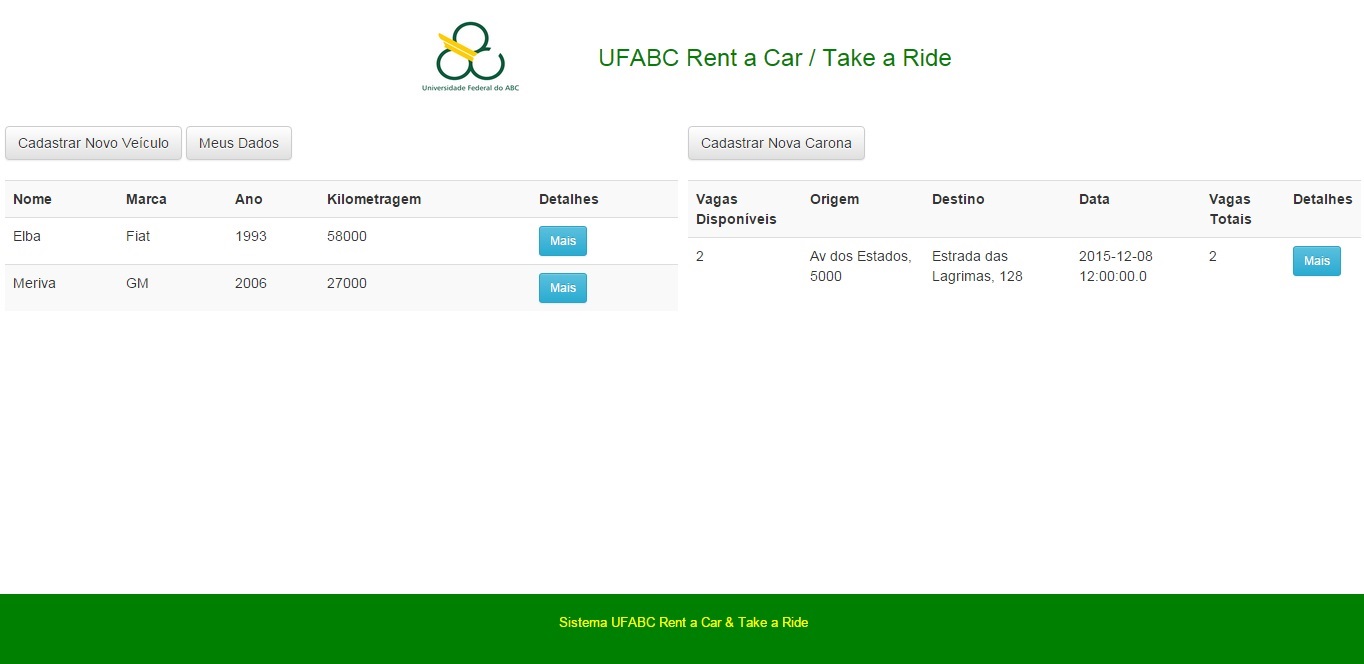 Universidade Federal do ABC
UFABC Rent a Car / Take a Ride
Cadastrar Novo Veículo Meus Dados
Nome Marca Ano Kilometragem Detalhes
Elba Fiat 1993 58000 Mais
Meriva GM 2006 27000 Mais
Cadastrar Nova Carona
Vagas Disponíveis Origem Destino Data Vagas Totais Detalhes
2 Av dos Estados, 5000 Estrada das Lagrimas, 128 2015-12-08 12:00:00.0 2 Mais
Sistema UFABC Rent a Car & Take a Ride